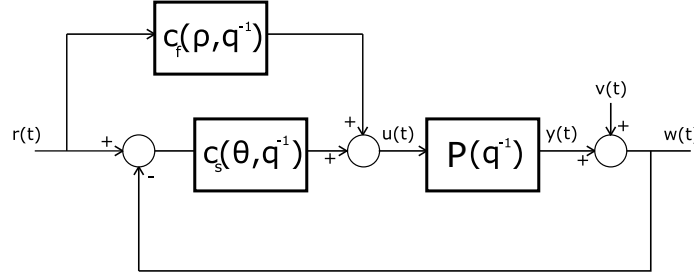 c_f(ρ,q⁻¹)
v(t)
r(t)
+
+
u(t)
y(t)
+
w(t)
c_s(θ,q⁻¹)
P(q⁻¹)
-
+
+